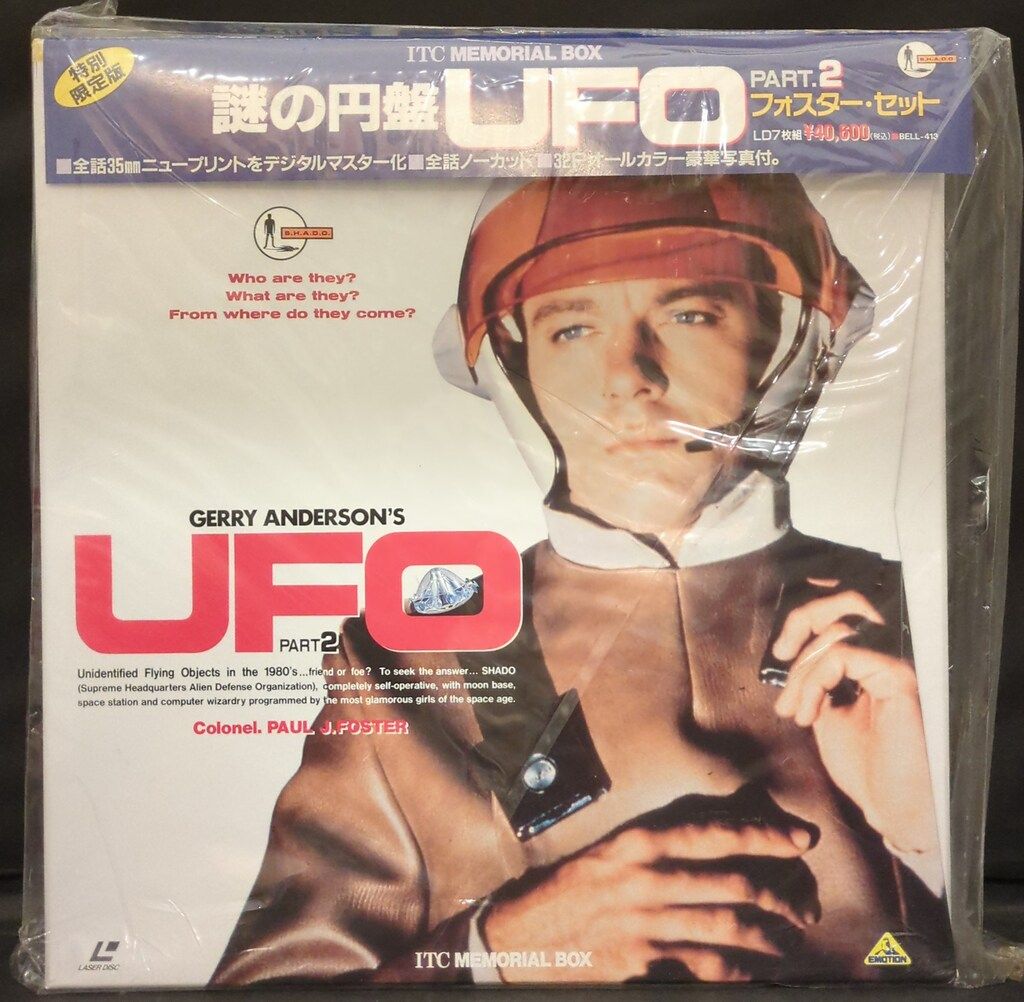 特別
限定版
ITC MEMORIAL BOX
謎の円盤UFO
PART.2
フォスター・セット
LD7枚組 ¥40,600(税込) ■BELL-413
S.H.A.D.O.
■全話35mmニュープリントをデジタルマスター化■全話ノーカット■32Pオールカラー豪華写真付。
S.H.A.D.O.
Who are they?
What are they?
From where do they come?
GERRY ANDERSON'S
UFO
PART2
Unidentified Flying Objects in the 1980's...friend or foe? To seek the answer... SHADO
(Supreme Headquarters Alien Defense Organization), completely self-operative, with moon base,
space station and computer wizardry programmed by the most glamorous girls of the space age.
Colonel. PAUL J.FOSTER
LASER DISC
ITC MEMORIAL BOX
EMOTION